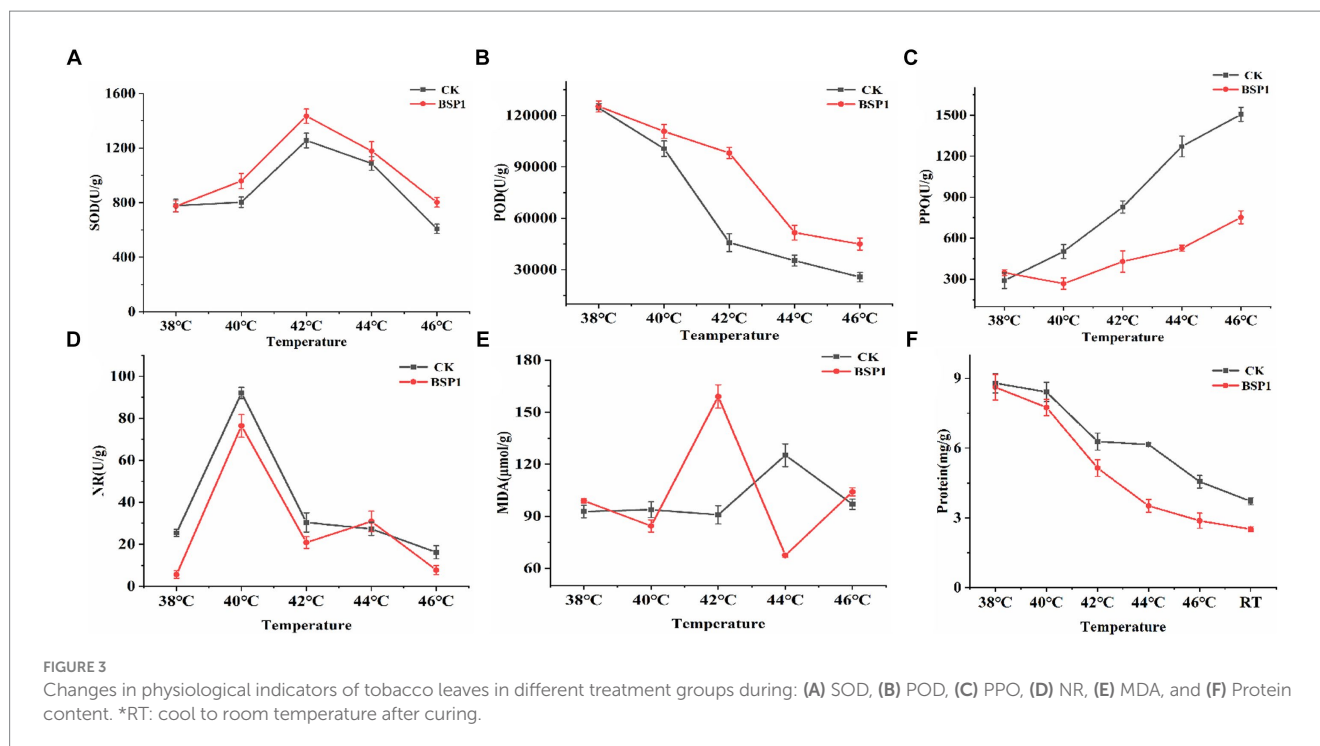 A
CK
BSP1
1600
1200
800
400
0
SOD(U/g)
38°C 40°C 42°C 44°C 46°C
Temperature
B
CK
BSP1
120000
90000
60000
30000
POD(U/g)
38°C 40°C 42°C 44°C 46°C
Teamperature
C
CK
BSP1
1500
1200
900
600
300
PPO(U/g)
38°C 40°C 42°C 44°C 46°C
Temperature
D
CK
BSP1
100
80
60
40
20
0
NR(U/g)
38°C 40°C 42°C 44°C 46°C
Temperature
E
CK
BSP1
180
150
120
90
60
MDA(μmol/g)
38°C 40°C 42°C 44°C 46°C
Temperature
F
CK
BSP1
9
6
3
0
Protein(mg/g)
38°C 40°C 42°C 44°C 46°C RT
Temperature
FIGURE 3
Changes in physiological indicators of tobacco leaves in different treatment groups during: (A) SOD, (B) POD, (C) PPO, (D) NR, (E) MDA, and (F) Protein
content. *RT: cool to room temperature after curing.